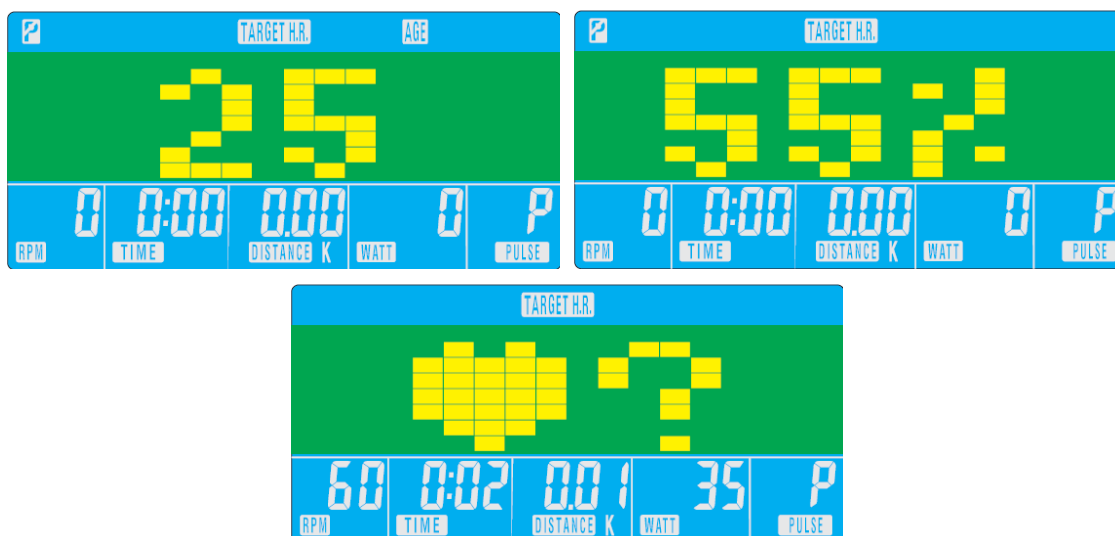 P TARGET H.R. AGE
25
0 0:00 0.00 0 P
RPM TIME DISTANCE K WATT PULSE
P TARGET H.R.
55%
0 0:00 0.00 0 P
RPM TIME DISTANCE K WATT PULSE
TARGET H.R.
?
60 0:02 0.01 35 P
RPM TIME DISTANCE K WATT PULSE